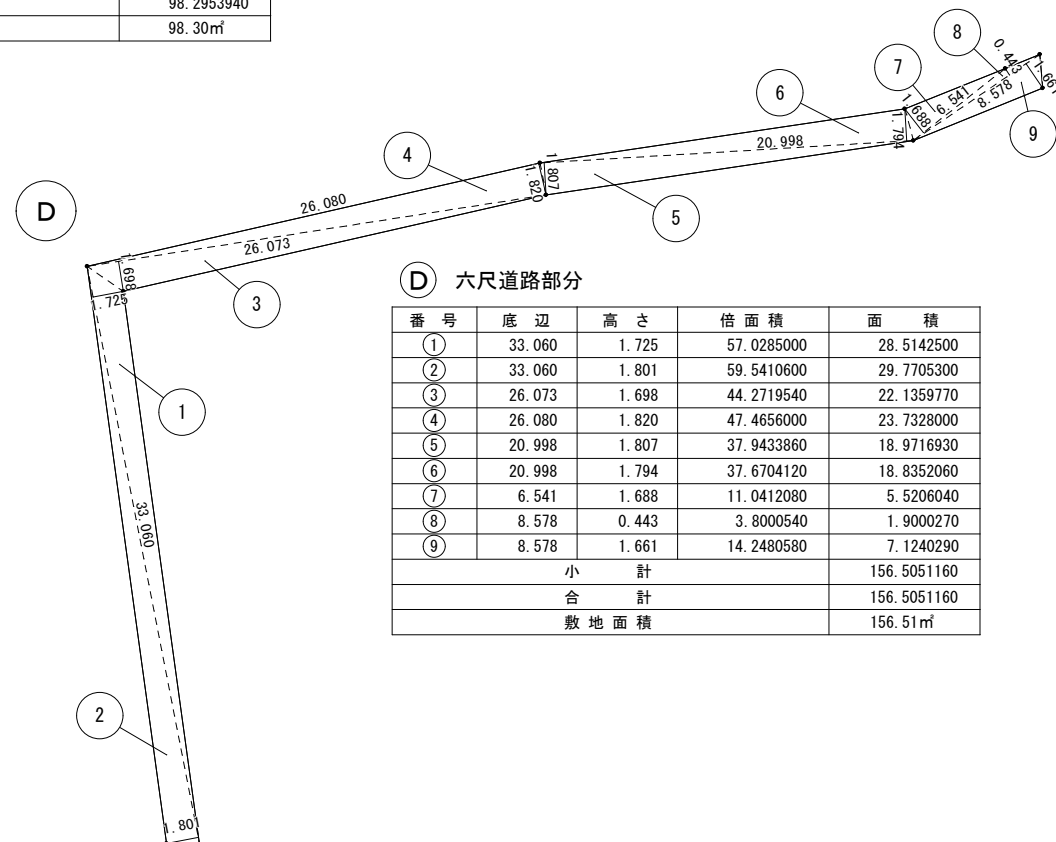 98.2953940
98.30㎡
8
0.443
1.661
7
6.541
8.578
9
6
1.688
1.794
20.998
4
1.807
1.820
5
D
26.080
26.073
1.698
3
1.725
D 六尺道路部分
番 号 底 辺 高 さ 倍 面 積 面 積
① 33.060 1.725 57.0285000 28.5142500
② 33.060 1.801 59.5410600 29.7705300
③ 26.073 1.698 44.2719540 22.1359770
④ 26.080 1.820 47.4656000 23.7328000
⑤ 20.998 1.807 37.9433860 18.9716930
⑥ 20.998 1.794 37.6704120 18.8352060
⑦ 6.541 1.688 11.0412080 5.5206040
⑧ 8.578 0.443 3.8000540 1.9000270
⑨ 8.578 1.661 14.2480580 7.1240290
小 計 156.5051160
合 計 156.5051160
敷 地 面 積 156.51㎡
1
33.060
2
1.801